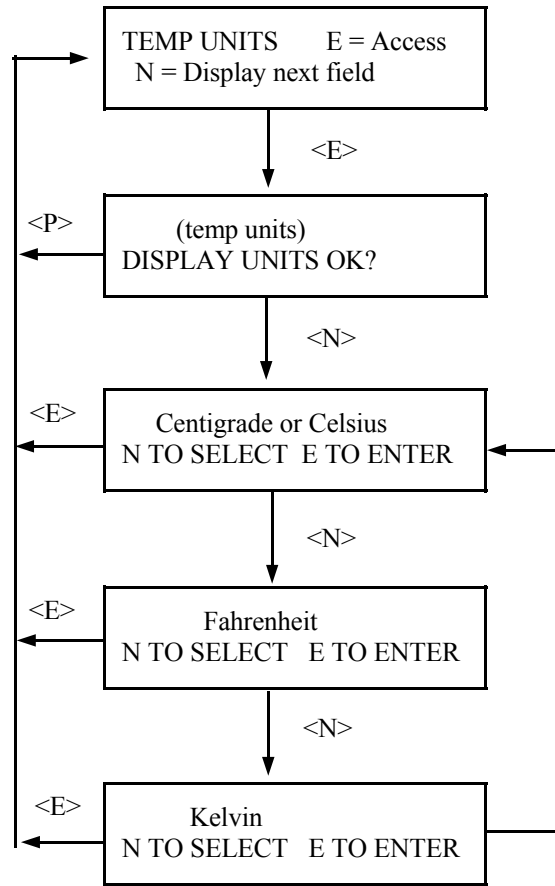 TEMP UNITS E = Access
N = Display next field
<E>
<P>
(temp units)
DISPLAY UNITS OK?
<N>
<E>
Centigrade or Celsius
N TO SELECT E TO ENTER
<N>
<E>
Fahrenheit
N TO SELECT E TO ENTER
<N>
<E>
Kelvin
N TO SELECT E TO ENTER